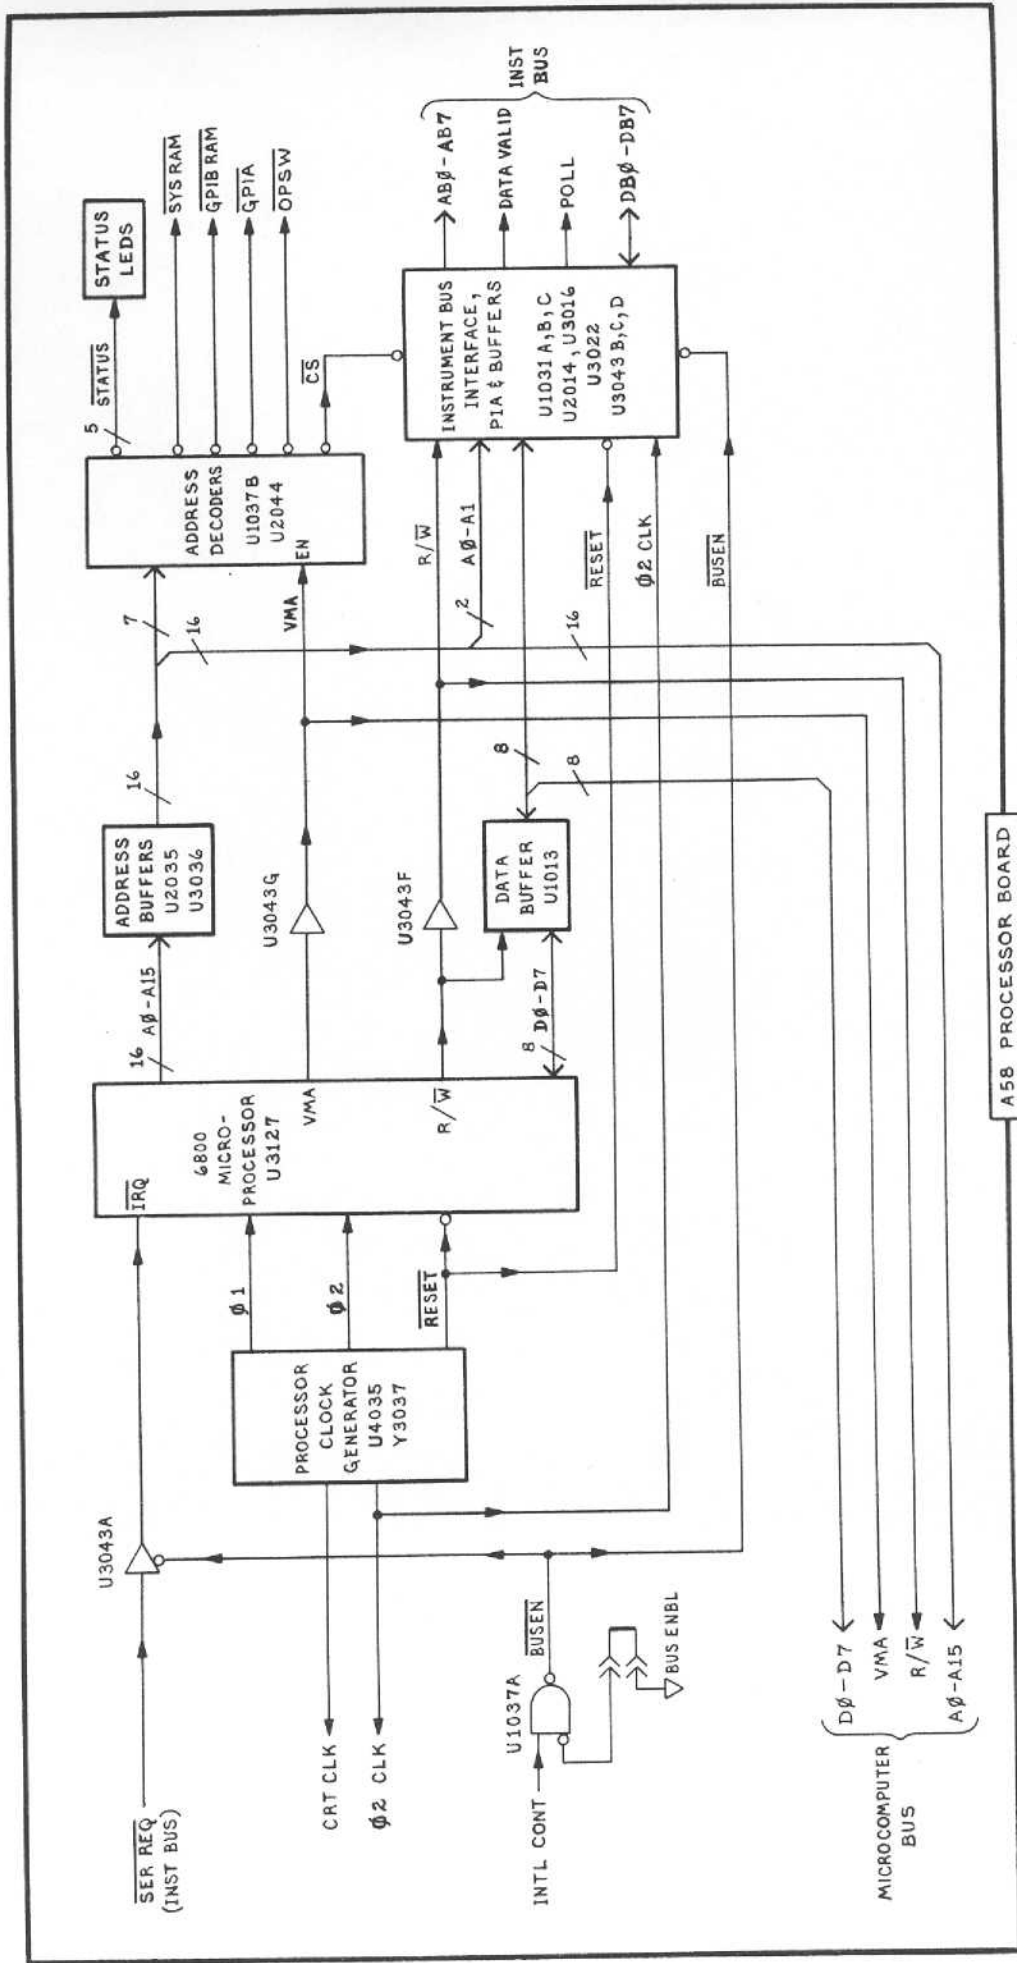 SER REQ
(INST BUS)
U3043A
IRQ
6800
MICRO-
PROCESSOR
U3127
VMA
R/W
16
AØ-A15
ADDRESS
BUFFERS
U2035
U3036
16
7
16
ADDRESS
DECODERS
U1037B
U2044
EN
5
STATUS
STATUS
LEDS
SYS RAM
GPIB RAM
GPIA
OPSW
CS
U3043G
VMA
U3043F
R/W
AØ-A1
2
8 DØ-D7
DATA
BUFFER
U1013
8
8
INSTRUMENT BUS
INTERFACE,
PIA & BUFFERS
U1031 A,B,C
U2014, U3016
U3022
U3043 B,C,D
ABØ-AB7
DATA VALID
POLL
DBØ-DB7
INST
BUS
Ø1
Ø2
RESET
PROCESSOR
CLOCK
GENERATOR
U4035
Y3037
CRT CLK
Ø2 CLK
RESET
16
Ø2 CLK
BUSEN
INTL CONT
U1037A
BUSEN
BUS ENBL
MICROCOMPUTER
BUS
DØ-D7
VMA
R/W
AØ-A15
A58 PROCESSOR BOARD